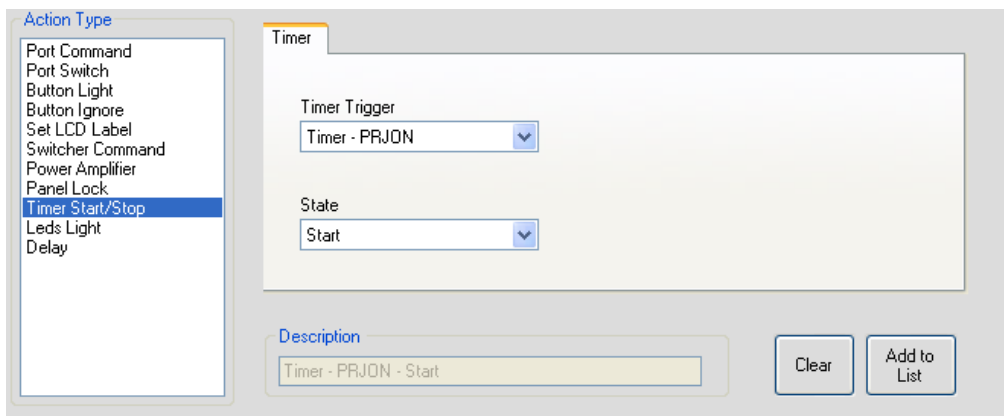 Action Type
Port Command
Port Switch
Button Light
Button Ignore
Set LCD Label
Switcher Command
Power Amplifier
Panel Lock
Timer Start/Stop
Leds Light
Delay
Timer
Timer Trigger
Timer - PRJON
State
Start
Description
Timer - PRJON - Start
Clear
Add to
List